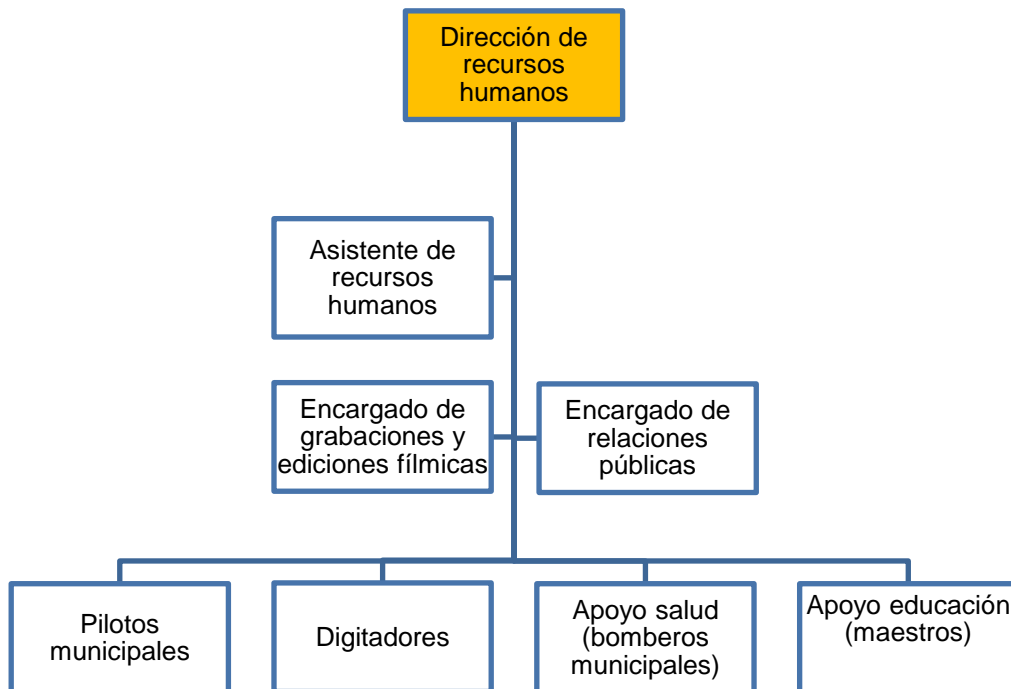 Dirección de
recursos
humanos
Asistente de
recursos
humanos
Encargado de
grabaciones y
ediciones fílmicas
Encargado de
relaciones
públicas
Pilotos
municipales
Digitadores
Apoyo salud
(bomberos
municipales)
Apoyo educación
(maestros)